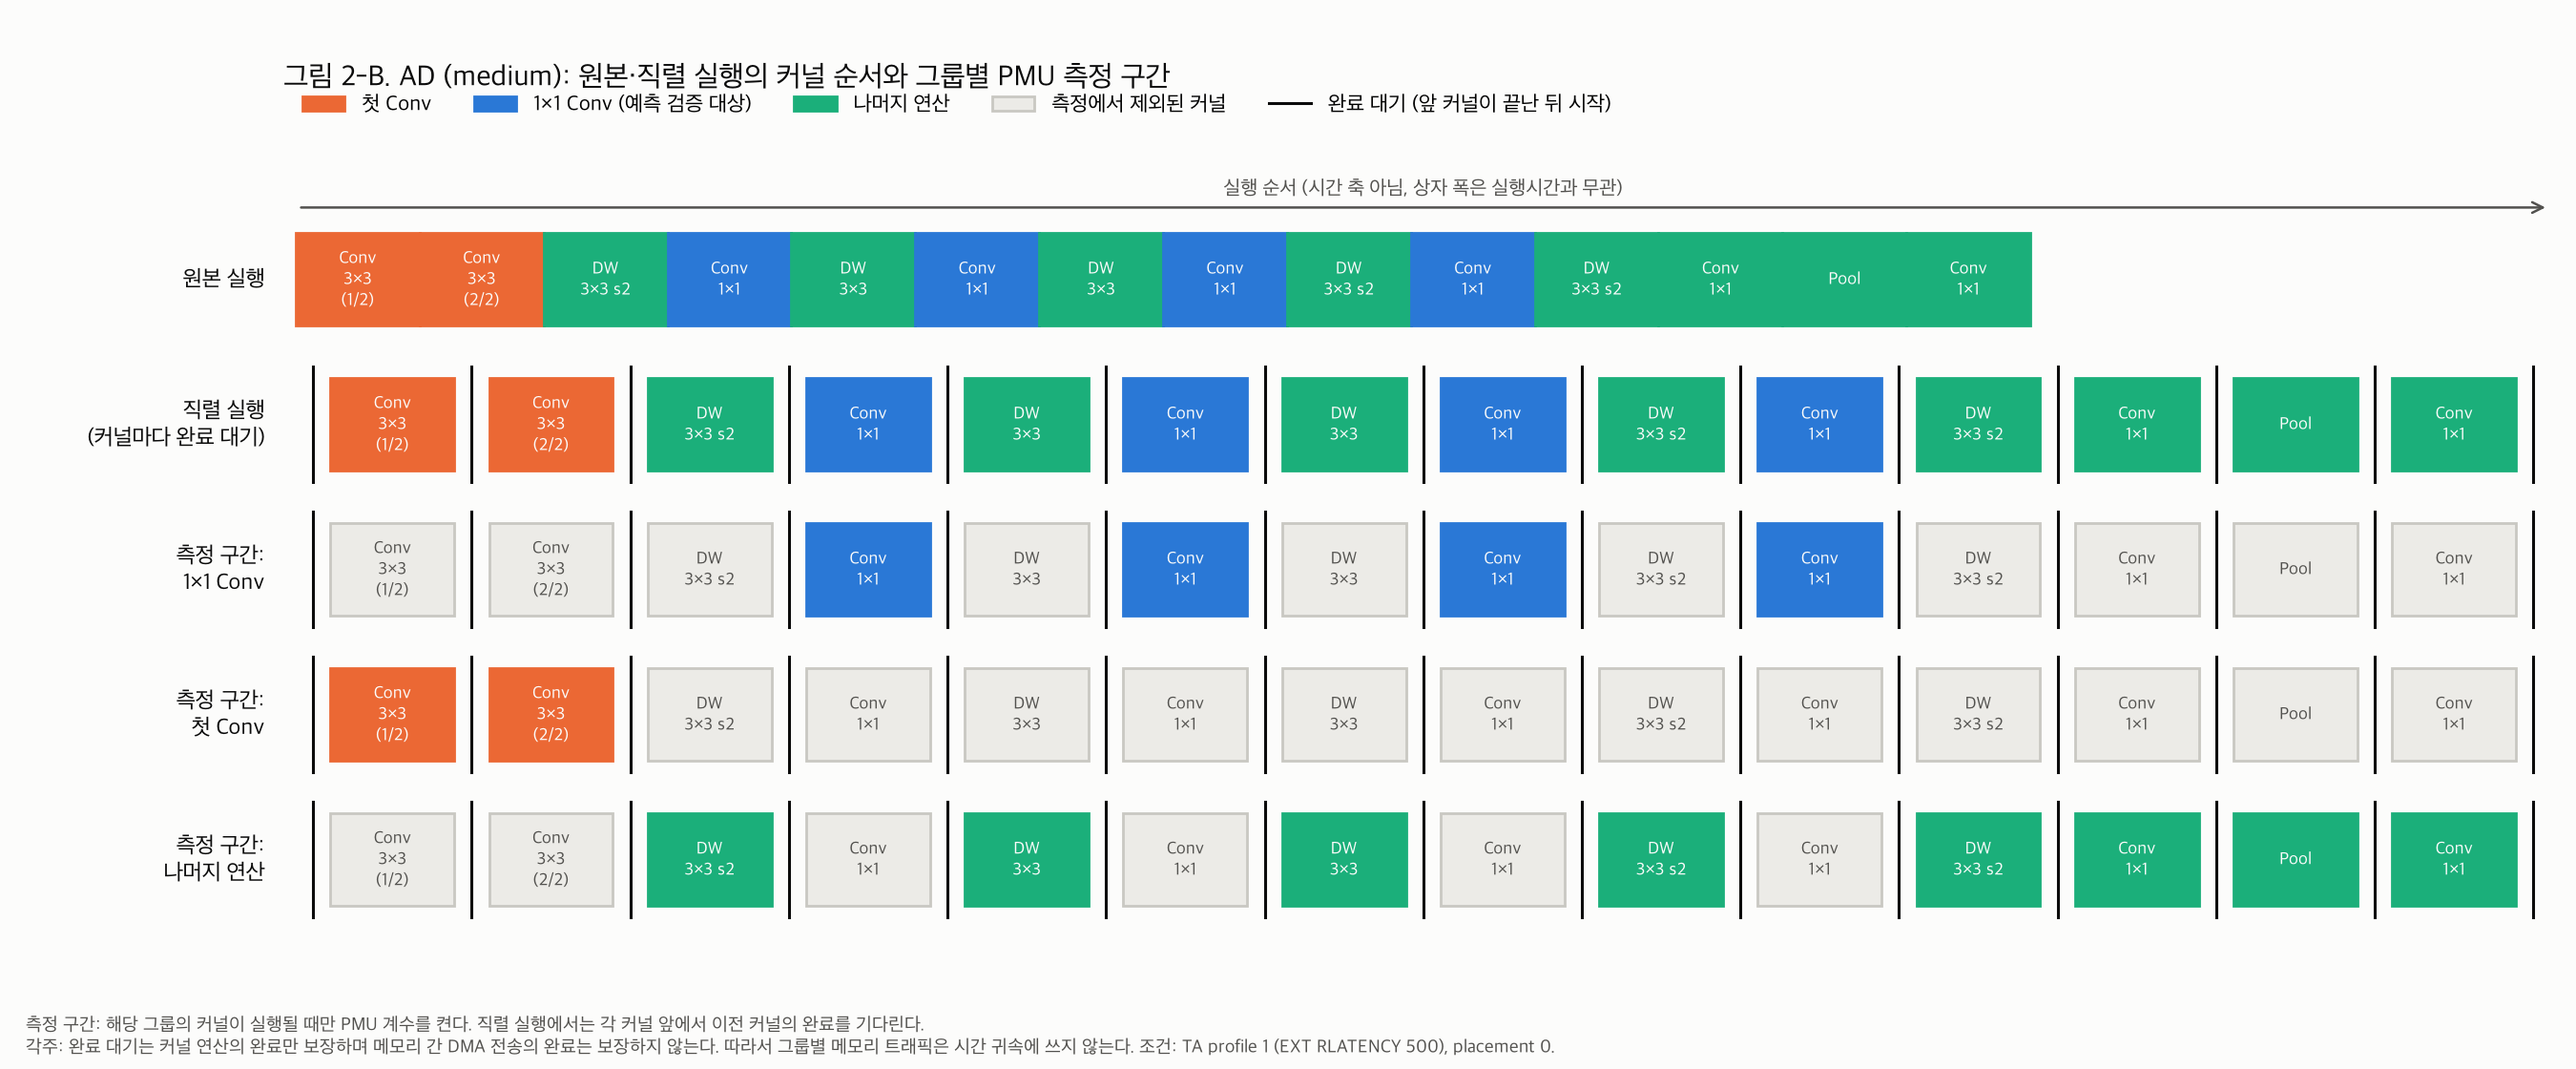 그림 2-B. AD (medium): 원본·직렬 실행의 커널 순서와 그룹별 PMU 측정 구간
첫 Conv
1×1 Conv (예측 검증 대상)
나머지 연산
측정에서 제외된 커널
완료 대기 (앞 커널이 끝난 뒤 시작)
실행 순서 (시간 축 아님, 상자 폭은 실행시간과 무관)
원본 실행
Conv
3×3
(1/2)
Conv
3×3
(2/2)
DW
3×3 s2
Conv
1×1
DW
3×3
Conv
1×1
DW
3×3
Conv
1×1
DW
3×3 s2
Conv
1×1
DW
3×3 s2
Conv
1×1
Pool
Conv
1×1
직렬 실행
(커널마다 완료 대기)
Conv
3×3
(1/2)
Conv
3×3
(2/2)
DW
3×3 s2
Conv
1×1
DW
3×3
Conv
1×1
DW
3×3
Conv
1×1
DW
3×3 s2
Conv
1×1
DW
3×3 s2
Conv
1×1
Pool
Conv
1×1
측정 구간:
1×1 Conv
Conv
3×3
(1/2)
Conv
3×3
(2/2)
DW
3×3 s2
Conv
1×1
DW
3×3
Conv
1×1
DW
3×3
Conv
1×1
DW
3×3 s2
Conv
1×1
DW
3×3 s2
Conv
1×1
Pool
Conv
1×1
측정 구간:
첫 Conv
Conv
3×3
(1/2)
Conv
3×3
(2/2)
DW
3×3 s2
Conv
1×1
DW
3×3
Conv
1×1
DW
3×3
Conv
1×1
DW
3×3 s2
Conv
1×1
DW
3×3 s2
Conv
1×1
Pool
Conv
1×1
측정 구간:
나머지 연산
Conv
3×3
(1/2)
Conv
3×3
(2/2)
DW
3×3 s2
Conv
1×1
DW
3×3
Conv
1×1
DW
3×3
Conv
1×1
DW
3×3 s2
Conv
1×1
DW
3×3 s2
Conv
1×1
Pool
Conv
1×1
측정 구간: 해당 그룹의 커널이 실행될 때만 PMU 계수를 켠다. 직렬 실행에서는 각 커널 앞에서 이전 커널의 완료를 기다린다.
각주: 완료 대기는 커널 연산의 완료만 보장하며 메모리 간 DMA 전송의 완료는 보장하지 않는다. 따라서 그룹별 메모리 트래픽은 시간 귀속에 쓰지 않는다. 조건: TA profile 1 (EXT RLATENCY 500), placement 0.